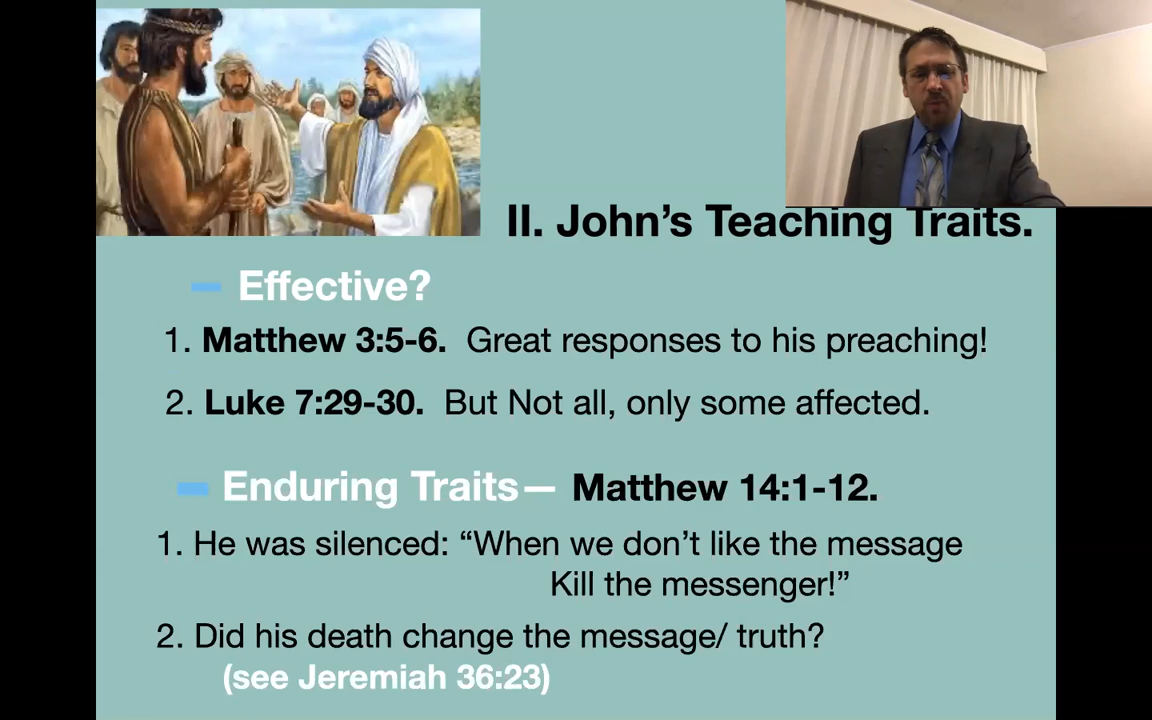 II. John’s Teaching Traits.
– Effective?
1. Matthew 3:5-6. Great responses to his preaching!
2. Luke 7:29-30. But Not all, only some affected.
– Enduring Traits— Matthew 14:1-12.
1. He was silenced: “When we don’t like the message
Kill the messenger!”
2. Did his death change the message/ truth?
(see Jeremiah 36:23)